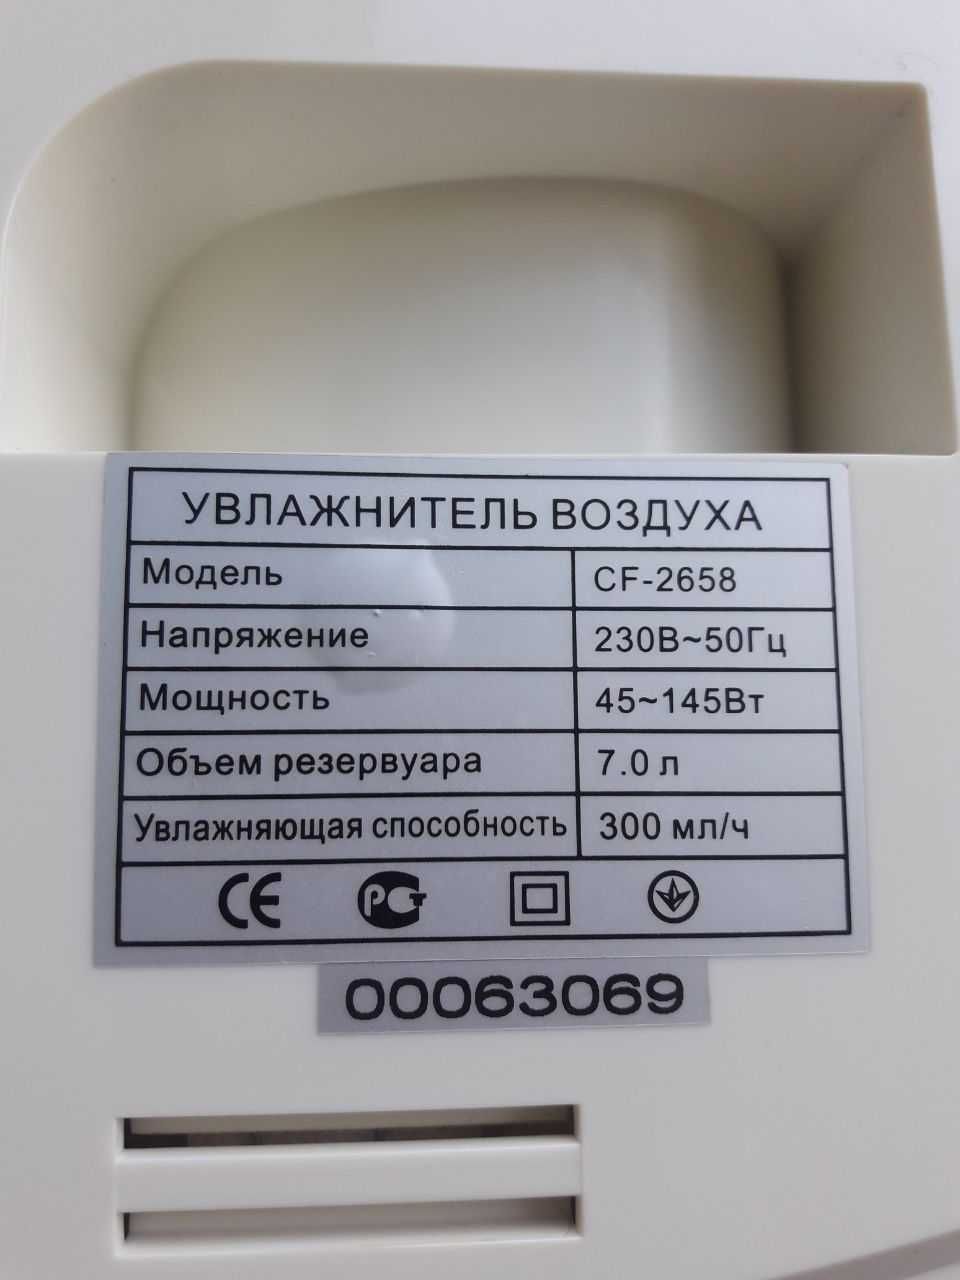 УВЛАЖНИТЕЛЬ ВОЗДУХА
Модель CF-2658
Напряжение 230В~50Гц
Мощность 45~145Вт
Объем резервуара 7.0 л
Увлажняющая способность 300 мл/ч
CE РСТ
00063069